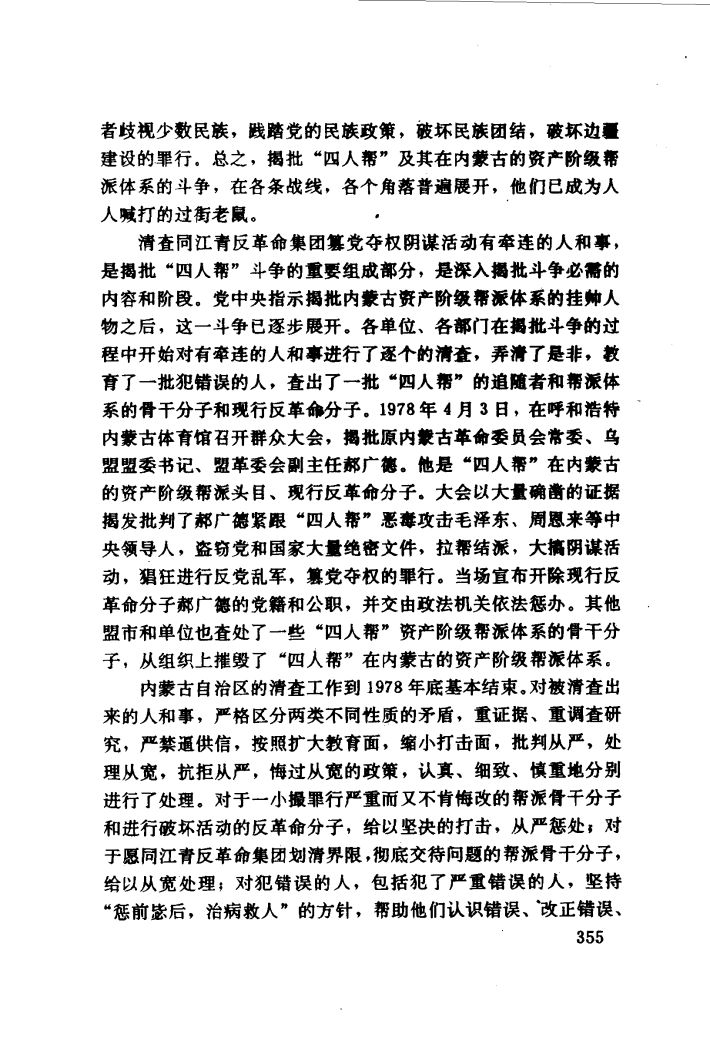 者歧视少数民族，践踏党的民族政策，破坏民族团结，破坏边疆
建设的罪行。总之，揭批“四人帮”及其在内蒙古的资产阶级帮
派体系的斗争，在各条战线，各个角落普遍展开，他们已成为人
人喊打的过街老鼠。
清查同江青反革命集团篡党夺权阴谋活动有牵连的人和事，
是揭批“四人帮”斗争的重要组成部分，是深入揭批斗争必需的
内容和阶段。党中央指示揭批内蒙古资产阶级帮派体系的挂帅人
物之后，这一斗争已逐步展开。各单位、各部门在揭批斗争的过
程中开始对有牵连的人和事进行了逐个的清查，弄清了是非，教
育了一批犯错误的人，查出了一批“四人帮”的追随者和帮派体
系的骨干分子和现行反革命分子。1978年4月3日，在呼和浩特
内蒙古体育馆召开群众大会，揭批原内蒙古革命委员会常委、乌
盟盟委书记、盟革委会副主任郝广德。他是“四人帮”在内蒙古
的资产阶级帮派头目、现行反革命分子。大会以大量确凿的证据
揭发批判了郝广德紧跟“四人帮”恶毒攻击毛泽东、周恩来等中
央领导人，盗窃党和国家大量绝密文件，拉帮结派，大搞阴谋活
动，猖狂进行反党乱军，篡党夺权的罪行。当场宣布开除现行反
革命分子郝广德的党籍和公职，并交由政法机关依法惩办。其他
盟市和单位也查处了一些“四人帮”资产阶级帮派体系的骨干分
子，从组织上摧毁了“四人帮”在内蒙古的资产阶级帮派体系。
内蒙古自治区的清查工作到1978年底基本结束。对被清查出
来的人和事，严格区分两类不同性质的矛盾，重证据、重调查研
究，严禁逼供信，按照扩大教育面，缩小打击面，批判从严，处
理从宽，抗拒从严，悔过从宽的政策，认真、细致、慎重地分别
进行了处理。对于一小撮罪行严重而又不肯悔改的帮派骨干分子
和进行破坏活动的反革命分子，给以坚决的打击，从严惩处；对
于愿同江青反革命集团划清界限，彻底交待问题的帮派骨干分子，
给以从宽处理；对犯错误的人，包括犯了严重错误的人，坚持
“惩前毖后，治病救人”的方针，帮助他们认识错误、改正错误、
355